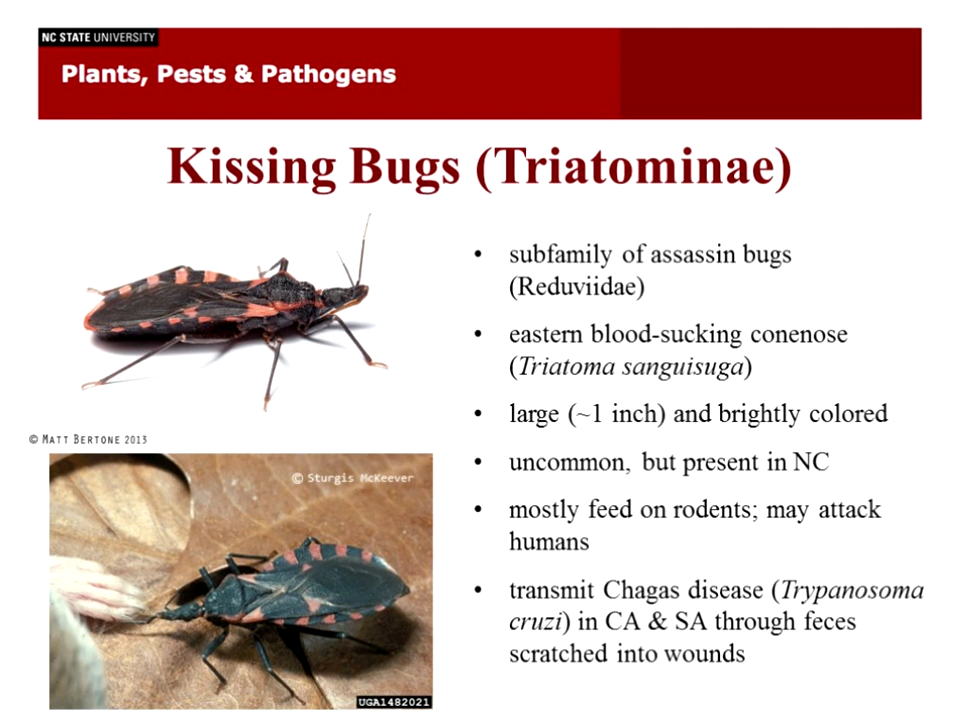 NC STATE UNIVERSITY
Plants, Pests & Pathogens
Kissing Bugs (Triatominae)
• subfamily of assassin bugs
(Reduviidae)
• eastern blood-sucking conenose
(Triatoma sanguisuga)
• large (~1 inch) and brightly colored
• uncommon, but present in NC
• mostly feed on rodents; may attack
humans
• transmit Chagas disease (Trypanosoma
cruzi) in CA & SA through feces
scratched into wounds
© MATT BERTONE 2013
© Sturgis McKeever
UGA1482021